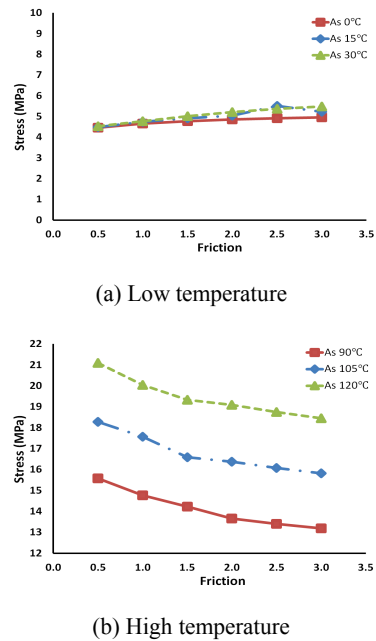 10
9
8
7
6
5
4
3
2
1
0
Stress (MPa)
As 0℃
As 15℃
As 30℃
0.0 0.5 1.0 1.5 2.0 2.5 3.0 3.5
Friction
(a) Low temperature
22
21
20
19
18
17
16
15
14
13
12
Stress (MPa)
As 90℃
As 105℃
As 120℃
0.0 0.5 1.0 1.5 2.0 2.5 3.0 3.5
Friction
(b) High temperature